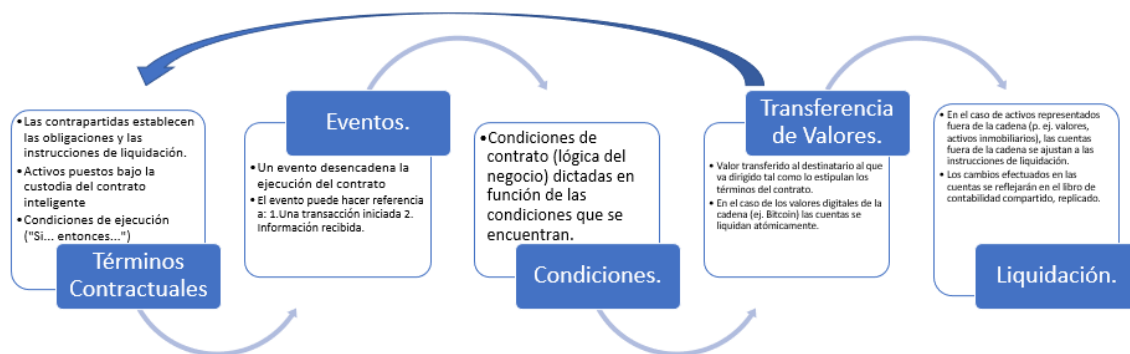 •Las contrapartidas establecen
las obligaciones y las
instrucciones de liquidación.
•Activos puestos bajo la
custodia del contrato
inteligente
•Condiciones de ejecución
("Si... entonces...")
Términos
Contractuales
Eventos.
•Un evento desencadena la
ejecución del contrato
•El evento puede hacer referencia
a: 1.Una transacción iniciada 2.
Información recibida.
•Condiciones de
contrato (lógica del
negocio) dictadas en
función de las
condiciones que se
encuentran.
Condiciones.
Transferencia
de Valores.
•Valor transferido al destinatario al que
va dirigido tal como lo estipulan los
términos del contrato.
•En el caso de los valores digitales de la
cadena (ej. Bitcoin) las cuentas se
liquidan atómicamente.
•En el caso de activos representados
fuera de la cadena (p. ej. valores,
activos inmobiliarios), las cuentas
fuera de la cadena se ajustan a las
instrucciones de liquidación.
•Los cambios efectuados en las
cuentas se reflejarán en el libro de
contabilidad compartido, replicado.
Liquidación.